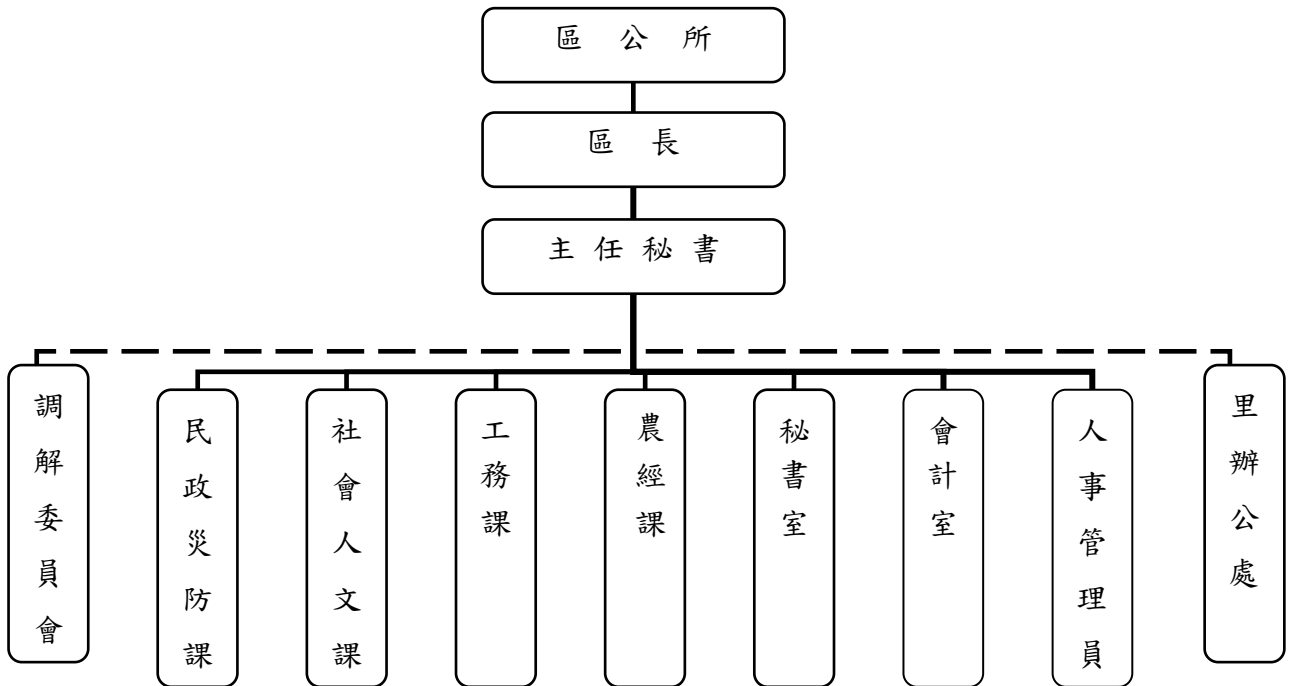 區公所
區長
主任秘書
調解委員會
民政災防課
社會人文課
工務課
農經課
秘書室
會計室
人事管理員
里辦公處